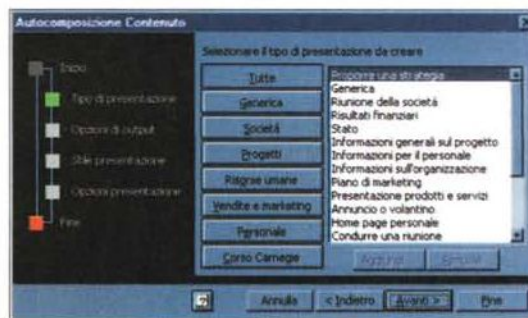 Autocomposizione Contenuto
Selezionare il tipo di presentazione da creare
Inizio
Tipo di presentazione
Opzioni di output
Stile presentazione
Opzioni presentazione
Fine
Tutte
Generica
Società
Progetti
Risorse umane
Vendite e marketing
Personale
Corso Carnegie
Proporre una strategia
Generica
Riunione della società
Risultati finanziari
Stato
Informazioni generali sul progetto
Informazioni per il personale
Informazioni sull'organizzazione
Piano di marketing
Presentazione prodotti e servizi
Annuncio o volantino
Home page personale
Condurre una riunione
Aggiungi
Rimuovi
Annulla
< Indietro
Avanti >
Fine